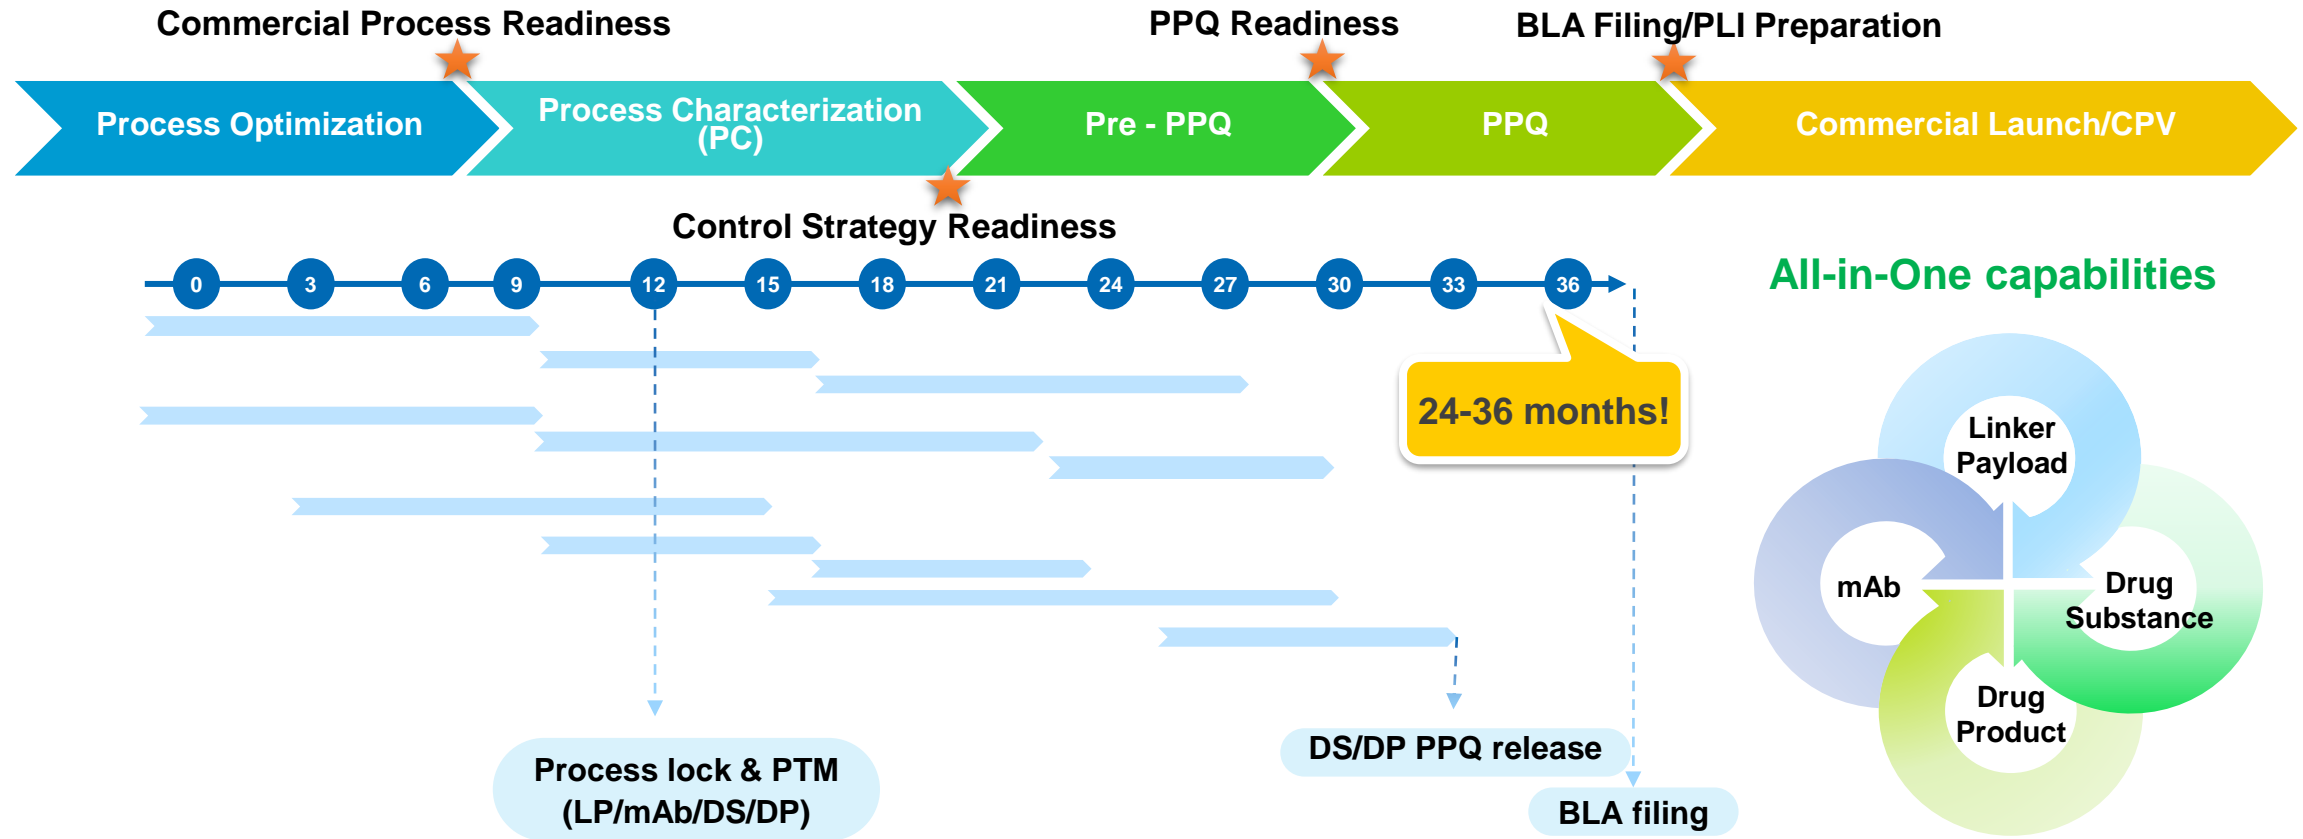 Commercial Process Readiness
PPQ Readiness
BLA Filing/PLI Preparation
Process Optimization
Process Characterization
(PC)
Pre - PPQ
PPQ
Commercial Launch/CPV
Control Strategy Readiness
0 3 6 9 12 15 18 21 24 27 30 33 36
24-36 months!
Process lock & PTM
(LP/mAb/DS/DP)
DS/DP PPQ release
BLA filing
All-in-One capabilities
Linker
Payload
mAb
Drug
Substance
Drug
Product